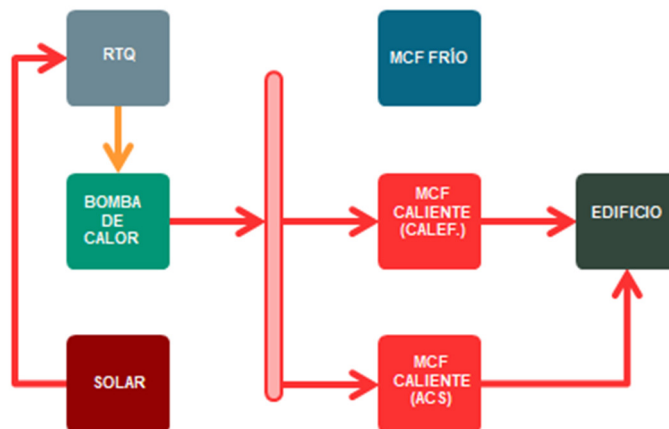 RTQ
MCF FRÍO
BOMBA
DE
CALOR
MCF
CALIENTE
(CALEF.)
EDIFICIO
SOLAR
MCF
CALIENTE
(ACS)